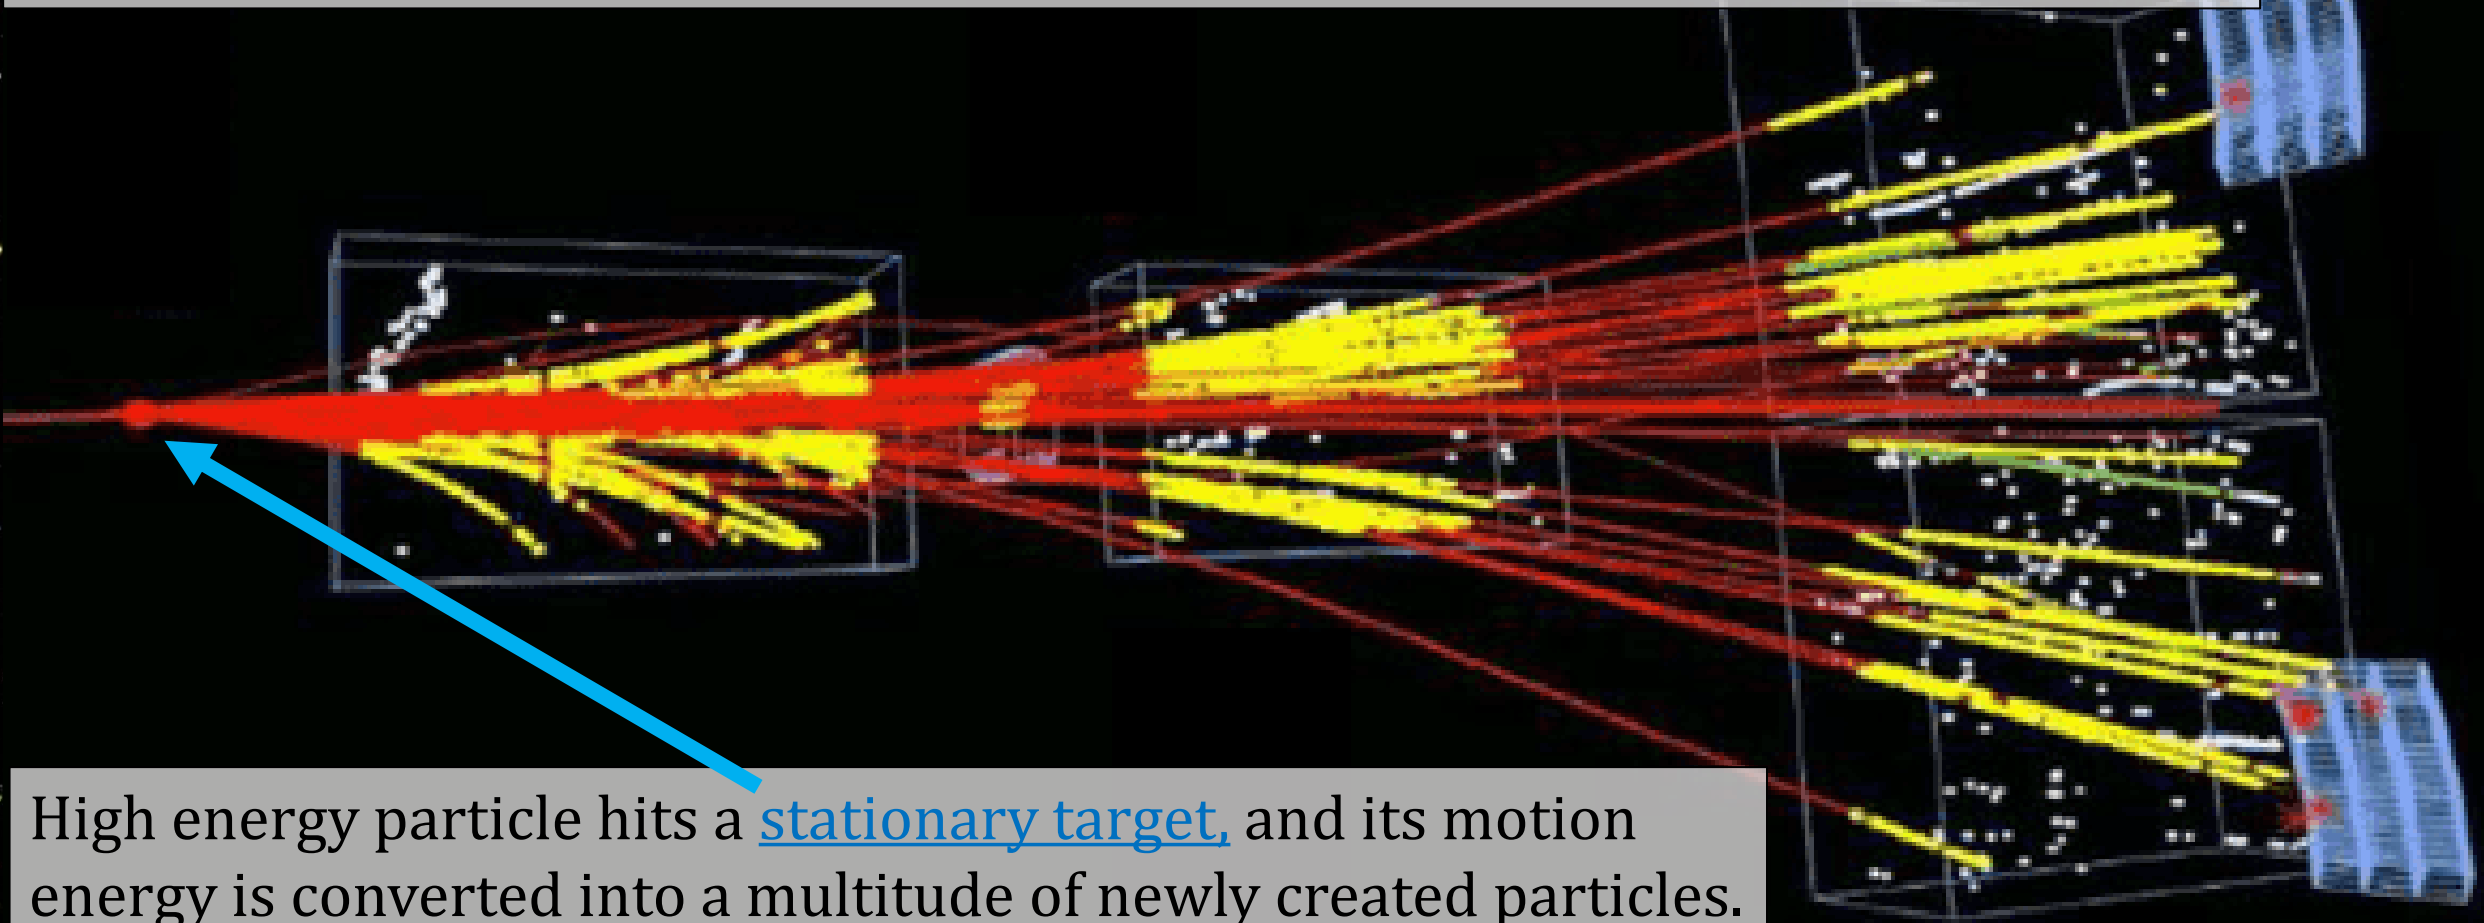 High energy particle hits a stationary target, and its motion
energy is converted into a multitude of newly created particles.